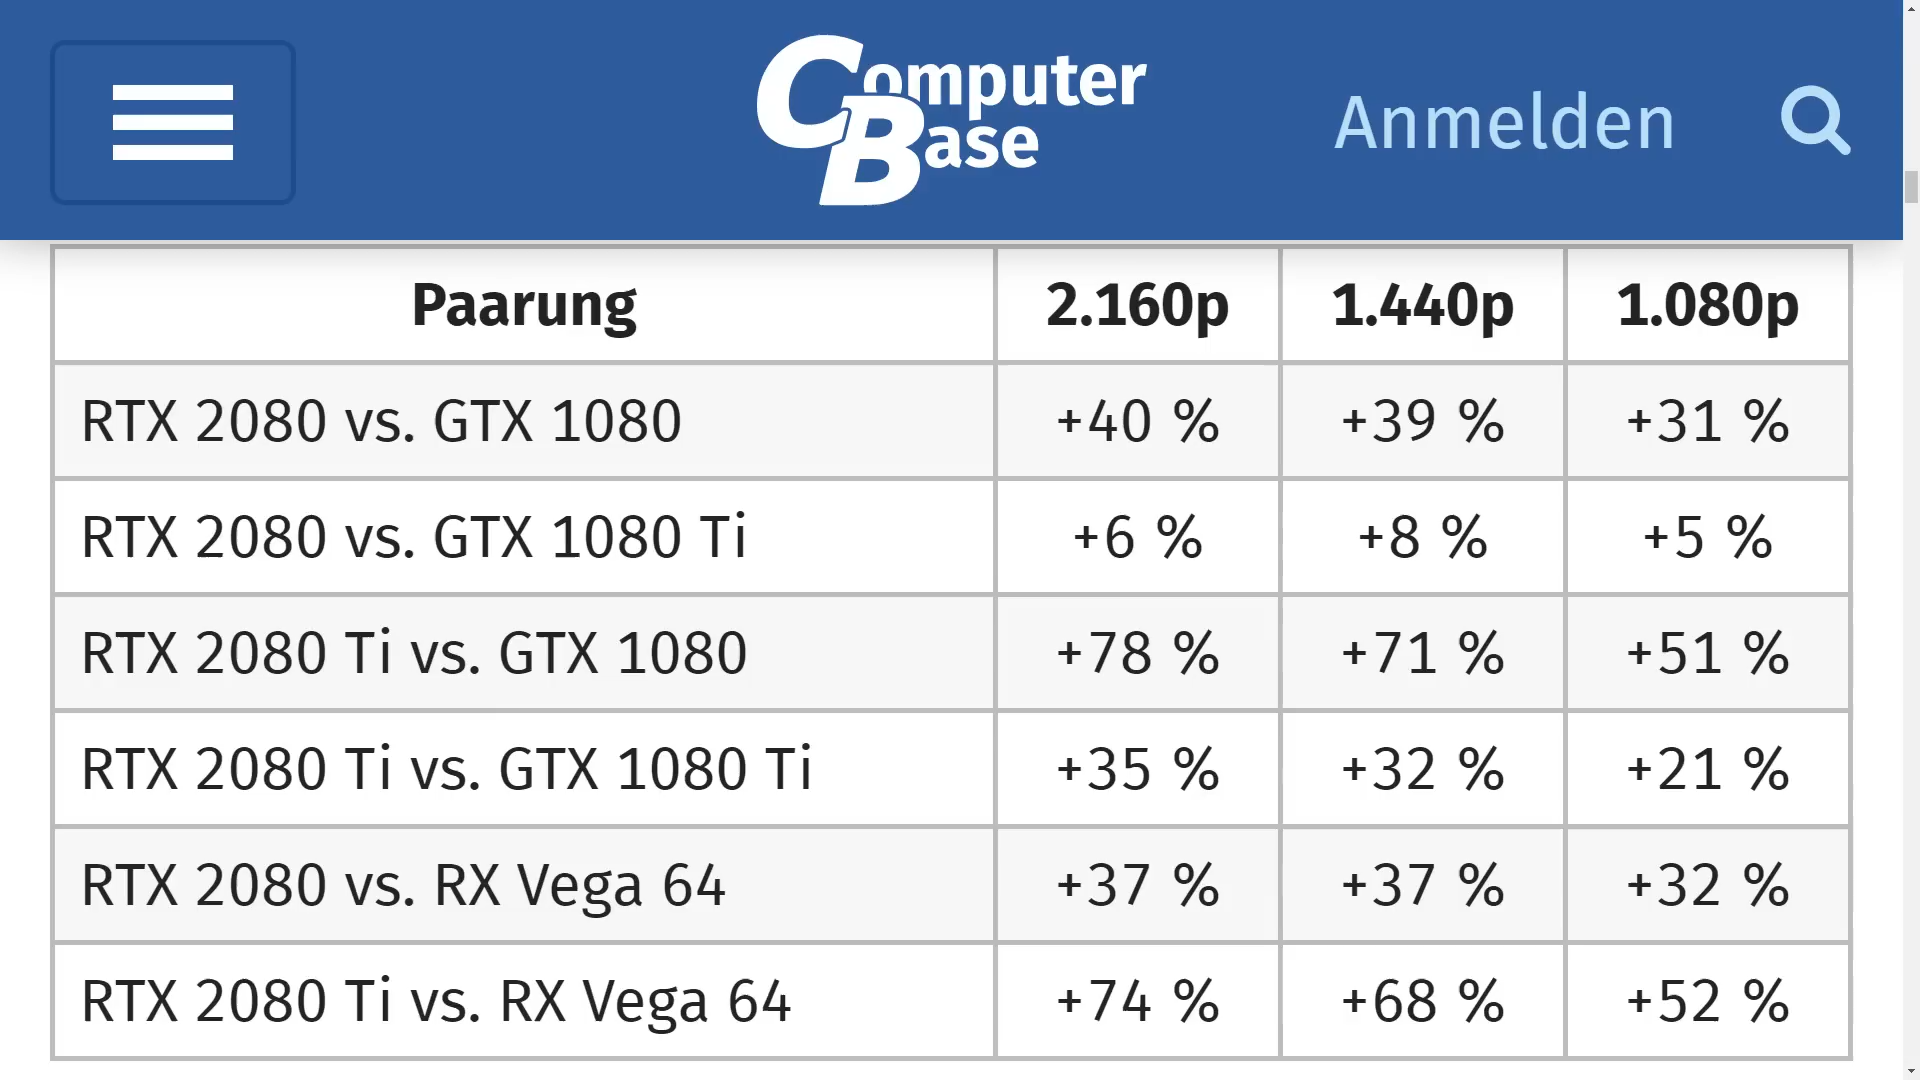 Computer
Base
Anmelden
Paarung 2.160p 1.440p 1.080p
RTX 2080 vs. GTX 1080 +40 % +39 % +31 %
RTX 2080 vs. GTX 1080 Ti +6 % +8 % +5 %
RTX 2080 Ti vs. GTX 1080 +78 % +71 % +51 %
RTX 2080 Ti vs. GTX 1080 Ti +35 % +32 % +21 %
RTX 2080 vs. RX Vega 64 +37 % +37 % +32 %
RTX 2080 Ti vs. RX Vega 64 +74 % +68 % +52 %